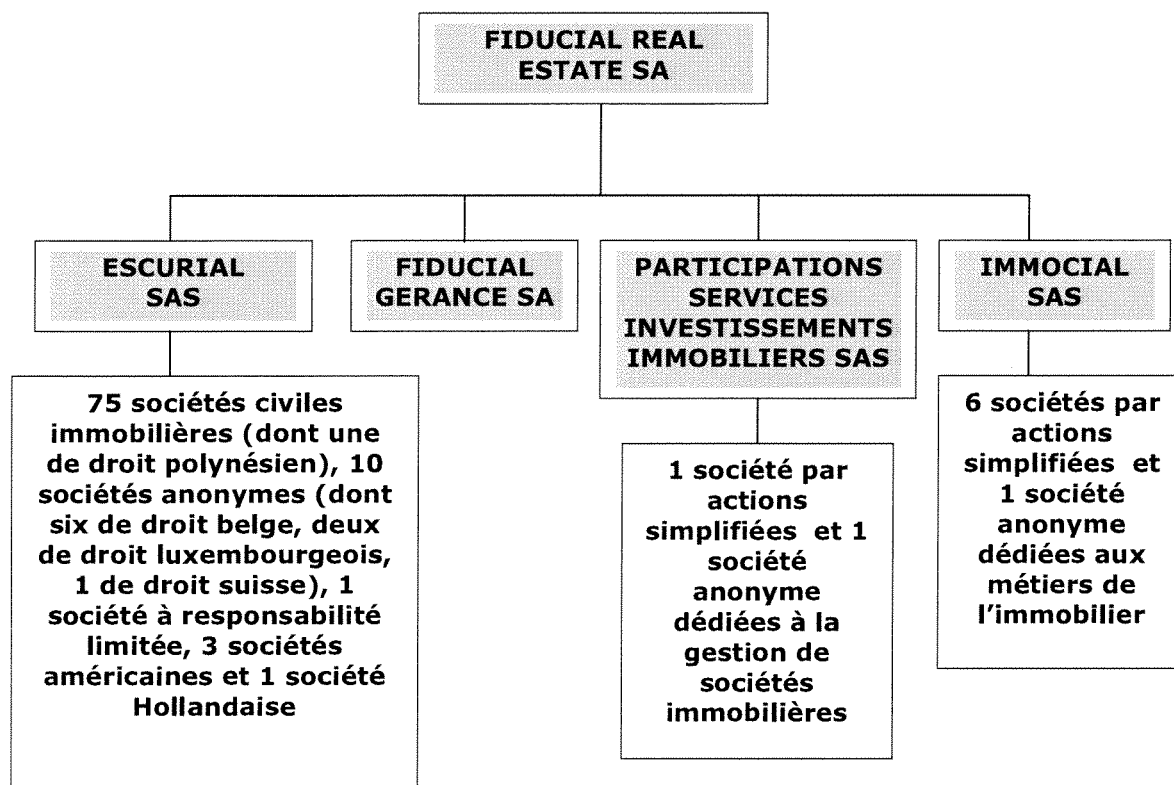 FIDUCIAL REAL
ESTATE SA
ESCURIAL
SAS
FIDUCIAL
GERANCE SA
PARTICIPATIONS
SERVICES
INVESTISSEMENTS
IMMOBILIERS SAS
IMMOCIAL
SAS
75 sociétés civiles
immobilières (dont une
de droit polynésien), 10
sociétés anonymes (dont
six de droit belge, deux
de droit luxembourgeois,
1 de droit suisse), 1
société à responsabilité
limitée, 3 sociétés
américaines et 1 société
Hollandaise
1 société par
actions
simplifiées et 1
société
anonyme
dédiées à la
gestion de
sociétés
immobilières
6 sociétés par
actions
simplifiées et
1 société
anonyme
dédiées aux
métiers de
l'immobilier